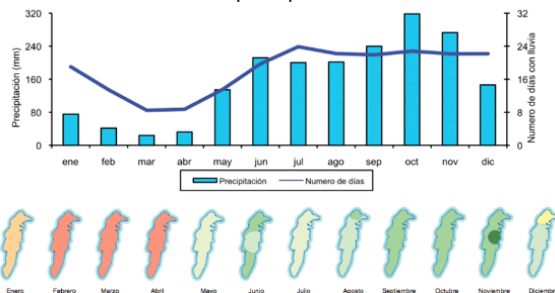 320 32
240 24
160 16
80 8
0 0
Precipitación (mm)
Numero de días con lluvia
ene feb mar abr may jun jul ago sep oct nov dic
Precipitación Numero de días
Enero Febrero Marzo Abril Mayo Junio Julio Agosto Septiembre Octubre Noviembre Diciembre